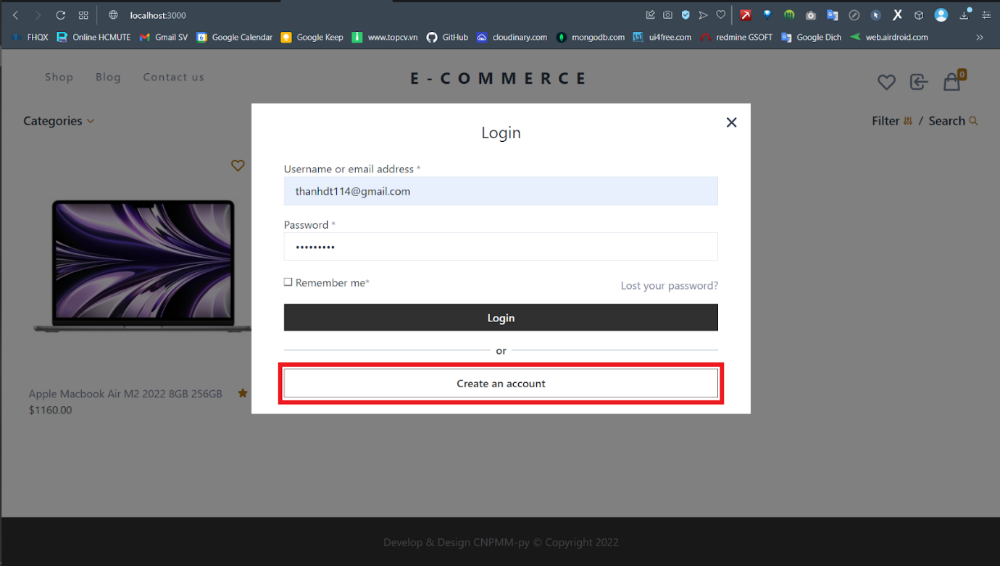 localhost:3000
FHQX Online HCMUTE Gmail SV Google Calendar Google Keep www.topcv.vn GitHub cloudinary.com mongodb.com ui4free.com redmine GSOFT Google Dịch web.airdroid.com
Shop Blog Contact us E-COMMERCE 0
Categories Filter / Search
Login
Username or email address *
thanhdt114@gmail.com
Password *
•••••••••
Remember me* Lost your password?
Login
or
Create an account
Apple Macbook Air M2 2022 8GB 256GB
$1160.00
Develop & Design CNPMM-py © Copyright 2022